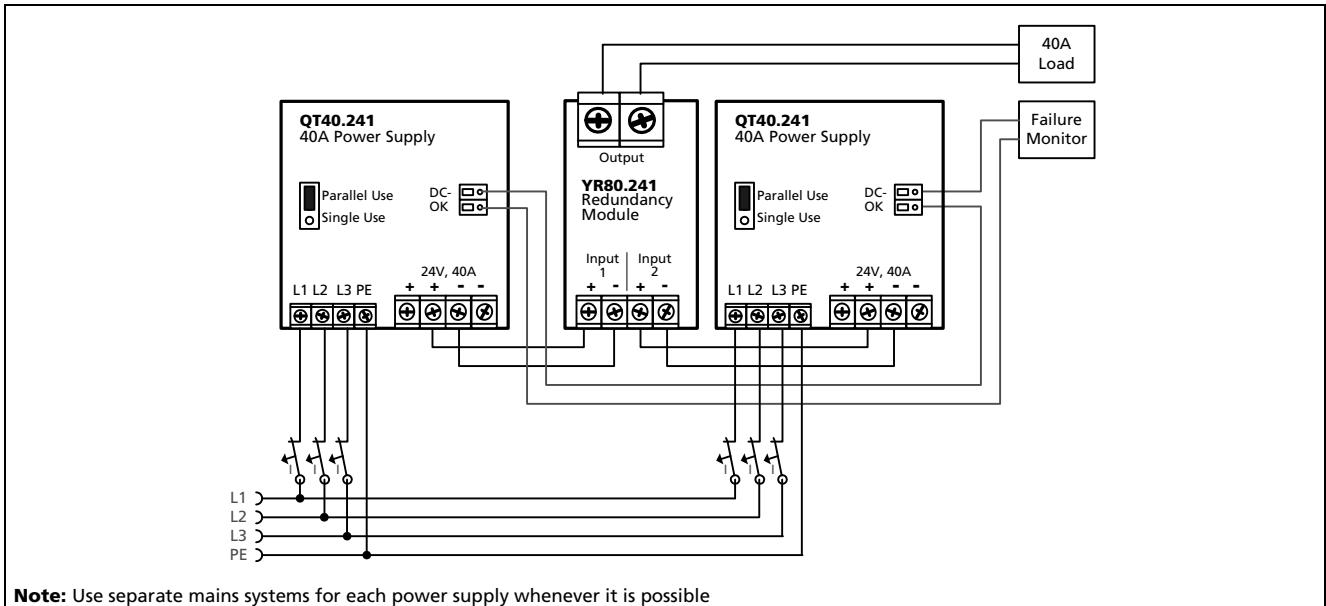 40A
Load
QT40.241
40A Power Supply
Parallel Use
Single Use
DC-
OK
24V, 40A
+ + - -
L1 L2 L3 PE
Output
YR80.241
Redundancy
Module
Input
1
Input
2
+ - + -
QT40.241
40A Power Supply
Parallel Use
Single Use
DC-
OK
24V, 40A
+ + - -
L1 L2 L3 PE
Failure
Monitor
I I I
I I I
L1
L2
L3
PE
Note: Use separate mains systems for each power supply whenever it is possible